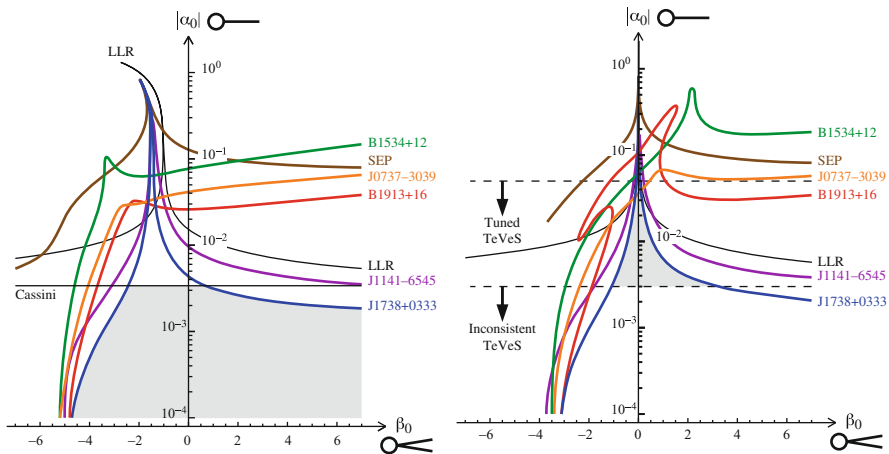 |α₀|
LLR
10⁰
B1534+12
10⁻¹
SEP
J0737–3039
B1913+16
10⁻²
LLR
J1141–6545
Cassini
J1738+0333
10⁻³
10⁻⁴
−6 −4 −2 0 2 4 6
β₀
|α₀|
10⁰
B1534+12
10⁻¹
SEP
J0737–3039
B1913+16
Tuned
TeVeS
10⁻²
LLR
J1141–6545
J1738+0333
Inconsistent
TeVeS
10⁻³
10⁻⁴
−6 −4 −2 0 2 4 6
β₀